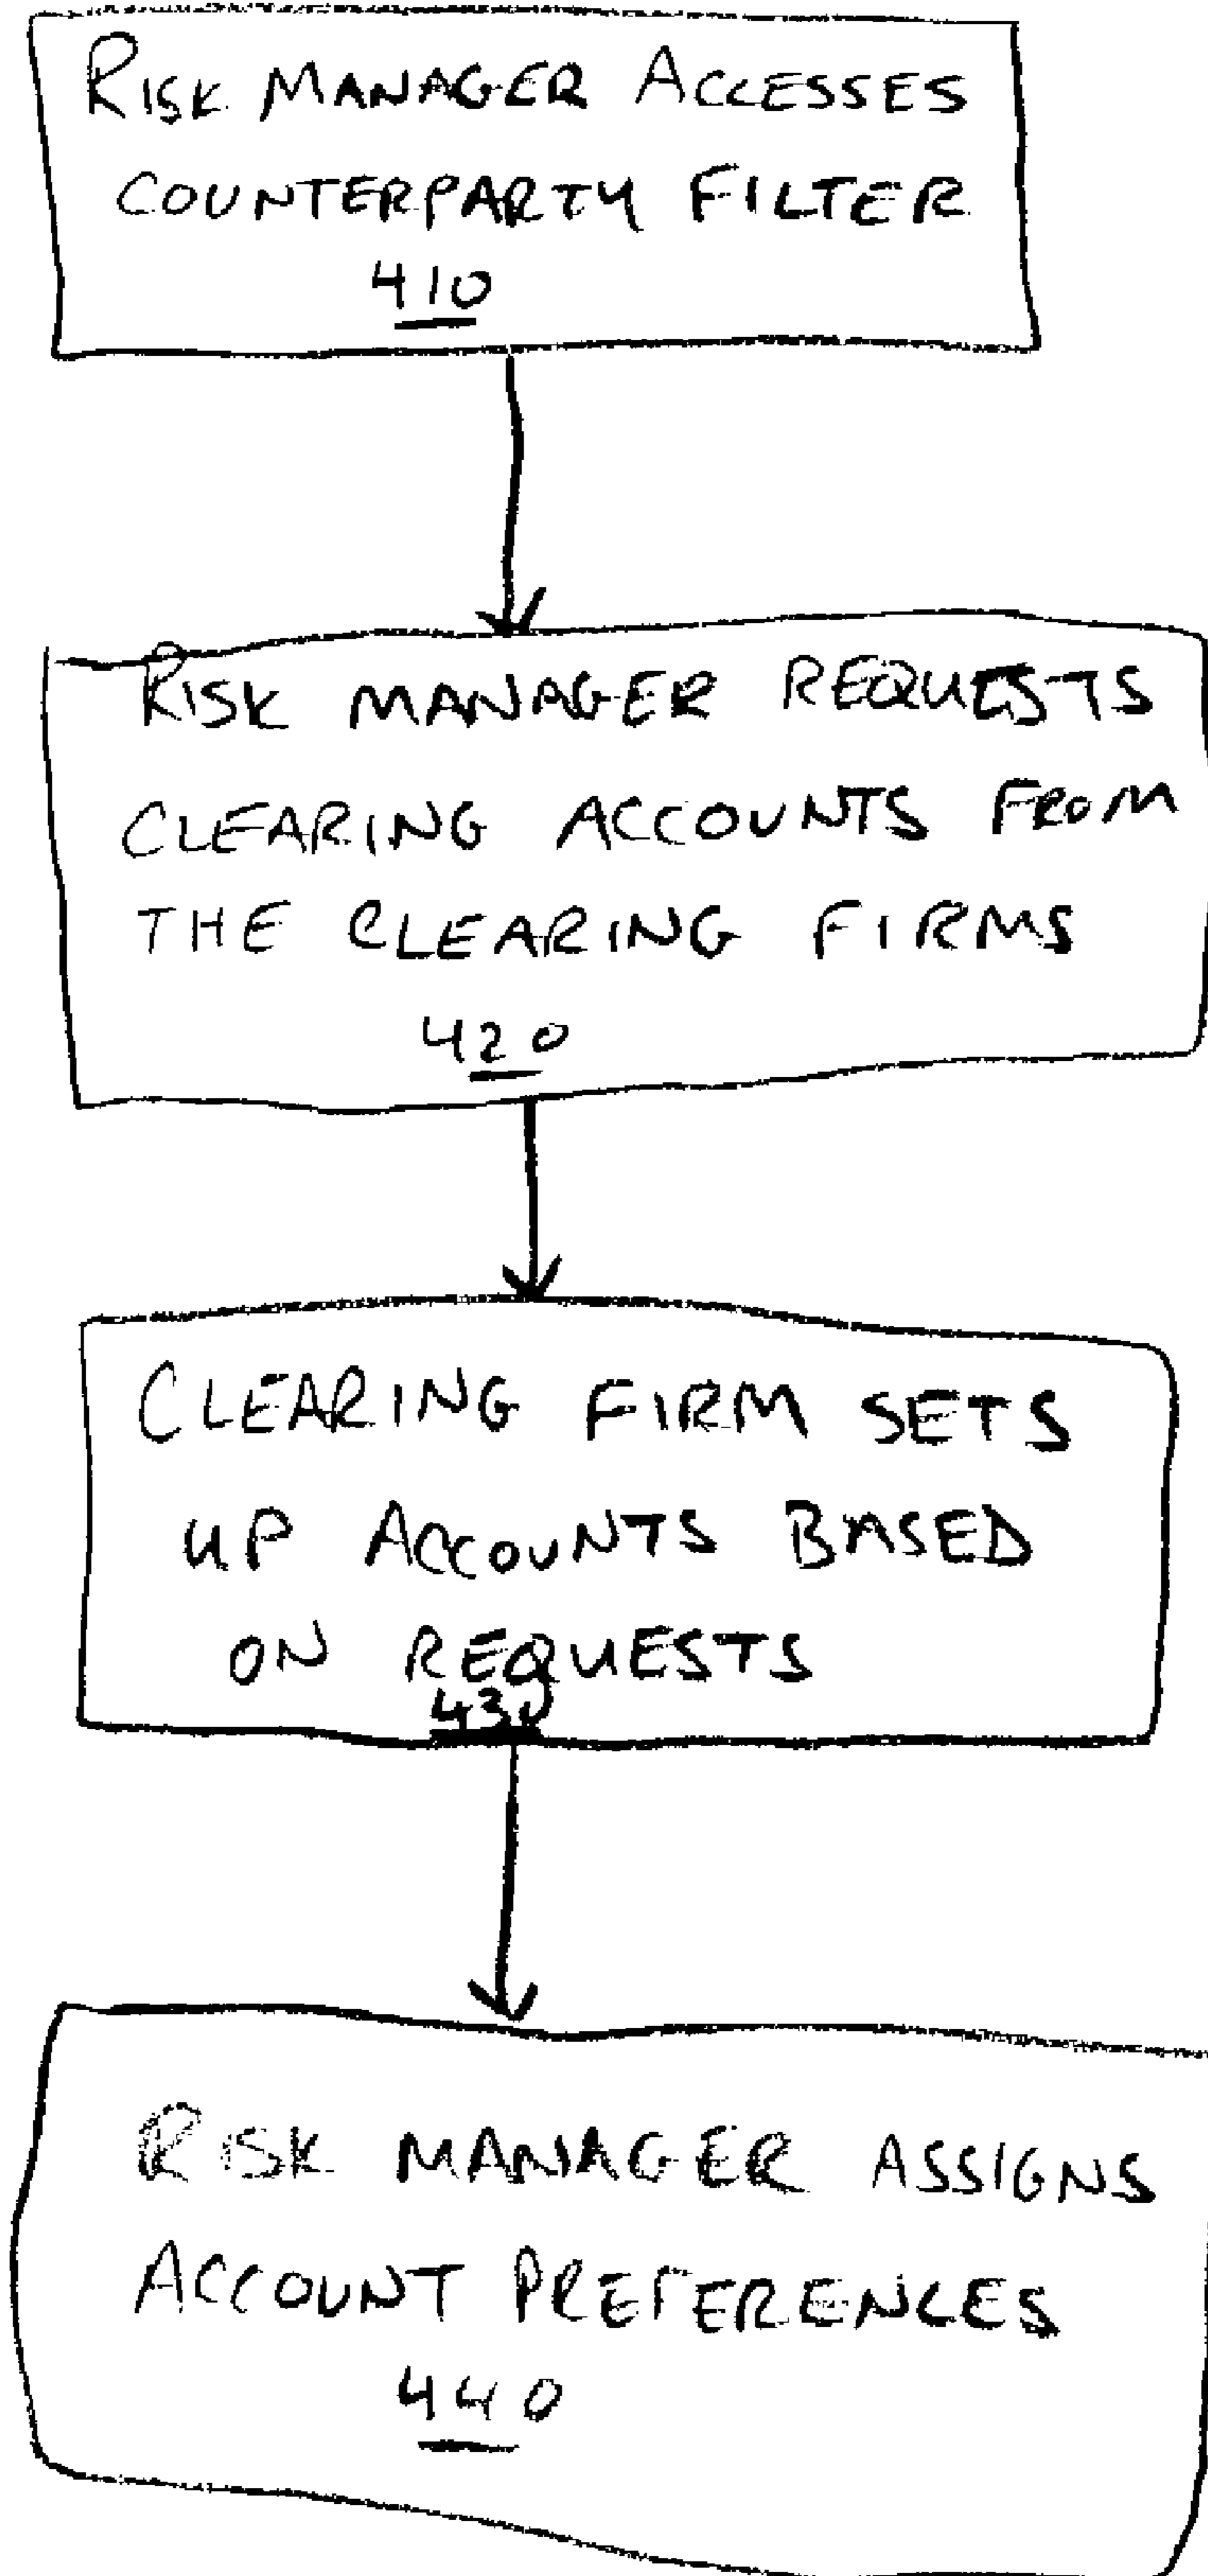 RISK MANAGER ACCESSES
COUNTERPARTY FILTER
410
RISK MANAGER REQUESTS
CLEARING ACCOUNTS FROM
THE CLEARING FIRMS
420
CLEARING FIRM SETS
UP ACCOUNTS BASED
ON REQUESTS
430
RISK MANAGER ASSIGNS
ACCOUNT PREFERENCES
440